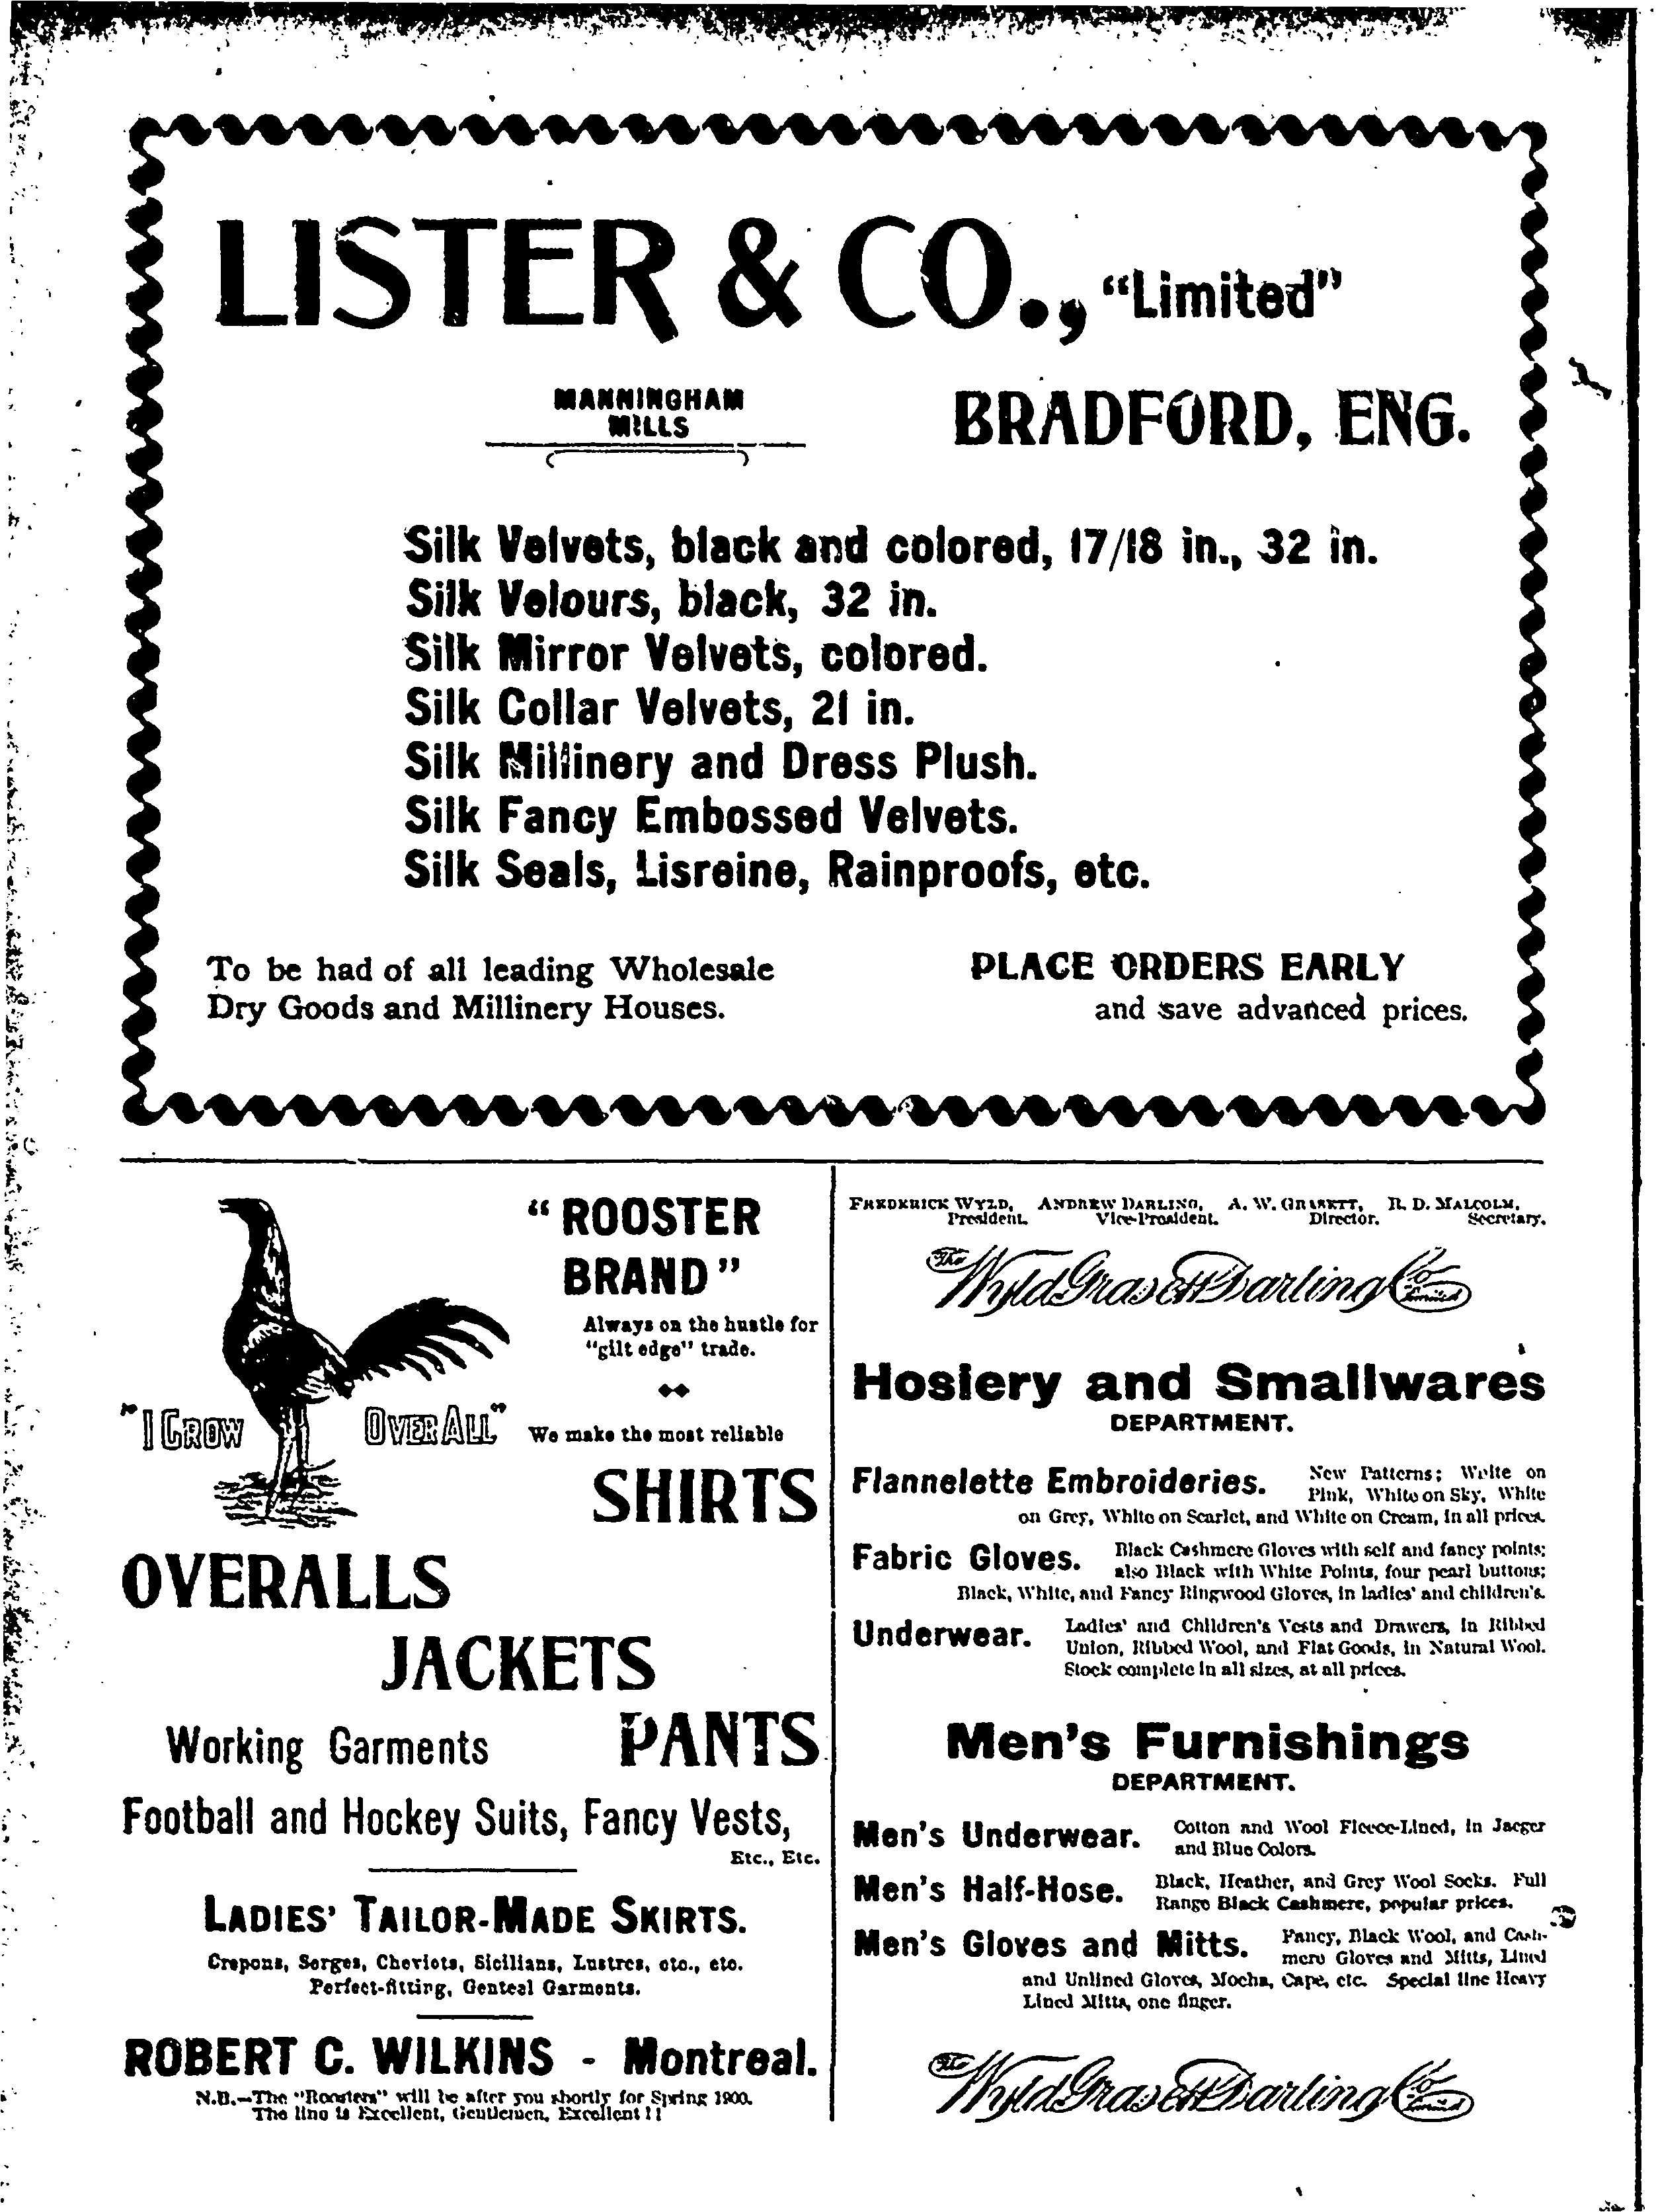 LISTER & CO., "Limited"
MANNINGHAM
MILLS
BRADFORD, ENG.
Silk Velvets, black and colored, 17/18 in., 32 in.
Silk Velours, black, 32 in.
Silk Mirror Velvets, colored.
Silk Collar Velvets, 21 in.
Silk Millinery and Dress Plush.
Silk Fancy Embossed Velvets.
Silk Seals, Lisreine, Rainproofs, etc.
To be had of all leading Wholesale
Dry Goods and Millinery Houses.
PLACE ORDERS EARLY
and save advanced prices.
"ROOSTER
BRAND"
Always on the hustle for
"gilt edge" trade.
"I CROW OVER ALL"
We make the most reliable
SHIRTS
OVERALLS
JACKETS
Working Garments PANTS
Football and Hockey Suits, Fancy Vests,
Etc., Etc.
LADIES' TAILOR-MADE SKIRTS.
Crepons, Serges, Cheviots, Sicilians, Lustres, etc., etc.
Perfect-fitting, Genteel Garments.
ROBERT C. WILKINS - Montreal.
N.B.—The "Roosters" will be after you shortly for Spring 1900.
The line is Excellent, Gentlemen, Excellent!!
FREDERICK WYLD, ANDREW DARLING, A. W. GRASETT, R. D. MALCOLM,
President. Vice-President. Director. Secretary.
The Wyld Grasett & Darling Co. Limited
Hosiery and Smallwares
DEPARTMENT.
Flannelette Embroideries. New Patterns; White on
Pink, White on Sky, White
on Grey, White on Scarlet, and White on Cream, in all prices.
Fabric Gloves. Black Cashmere Gloves with self and fancy points;
also Black with White Points, four pearl buttons;
Black, White, and Fancy Ringwood Gloves, in ladies' and children's.
Underwear. Ladies' and Children's Vests and Drawers, in Ribbed
Union, Ribbed Wool, and Flat Goods, in Natural Wool.
Stock complete in all sizes, at all prices.
Men's Furnishings
DEPARTMENT.
Men's Underwear. Cotton and Wool Fleece-Lined, in Jaeger
and Blue Colors.
Men's Half-Hose. Black, Heather, and Grey Wool Socks. Full
Range Black Cashmere, popular prices.
Men's Gloves and Mitts. Fancy, Black Wool, and Cash-
mere Gloves and Mitts, Lined
and Unlined Gloves, Mocha, Cape, etc. Special line Heavy
Lined Mitts, one finger.
The Wyld Grasett & Darling Co. Limited